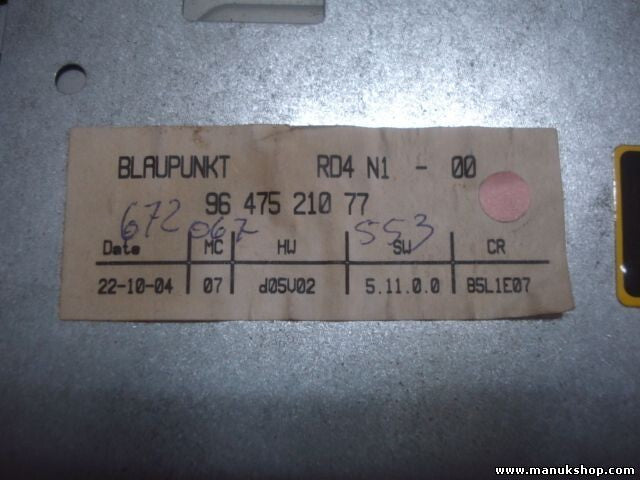 BLAUPUNKT RD4 N1 - 00
96 475 210 77
672 067 553
Date MC HW SW CR
22-10-04 07 d05V02 5.11.0.0 B5L1E07
www.manukshop.com